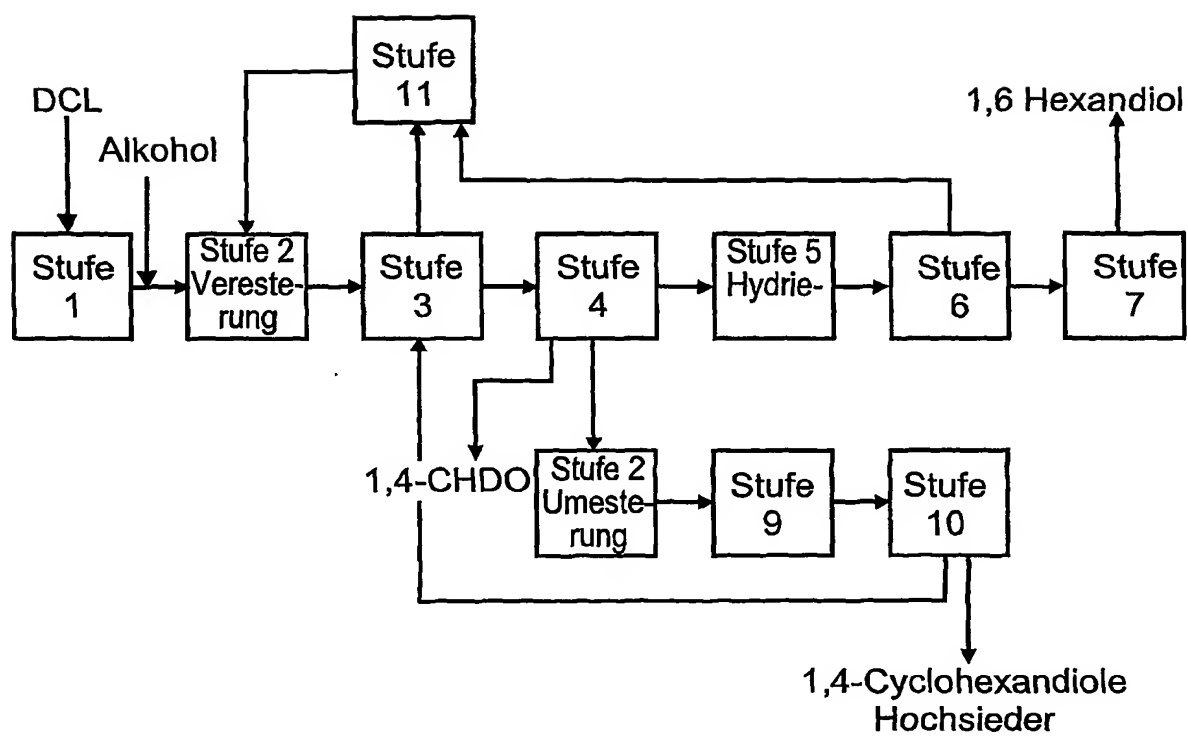 Stufe
11
DCL
1,6 Hexandiol
Alkohol
Stufe
1
Stufe 2
Vereste-
rung
Stufe
3
Stufe
4
Stufe 5
Hydrie-
Stufe
6
Stufe
7
1,4-CHDO
Stufe 2
Umeste-
rung
Stufe
9
Stufe
10
1,4-Cyclohexandiole
Hochsieder